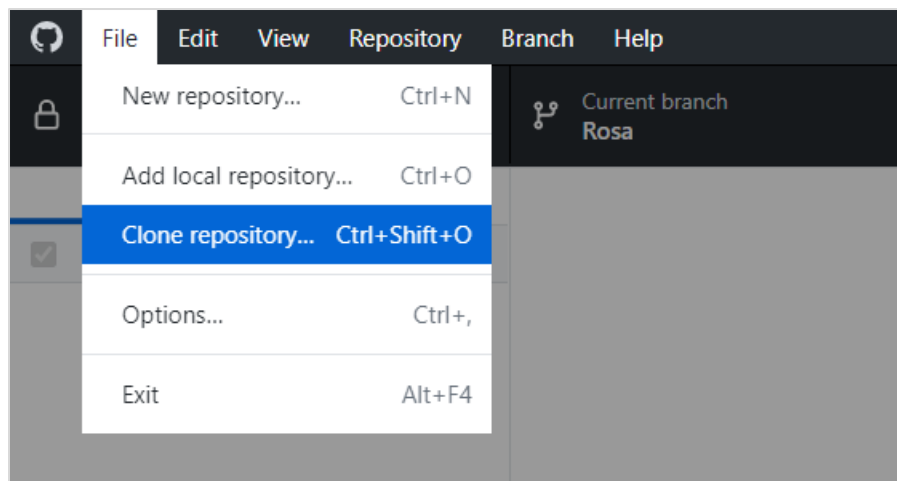 File Edit View Repository Branch Help
New repository... Ctrl+N
Add local repository... Ctrl+O
Clone repository... Ctrl+Shift+O
Options... Ctrl+,
Exit Alt+F4
Current branch
Rosa